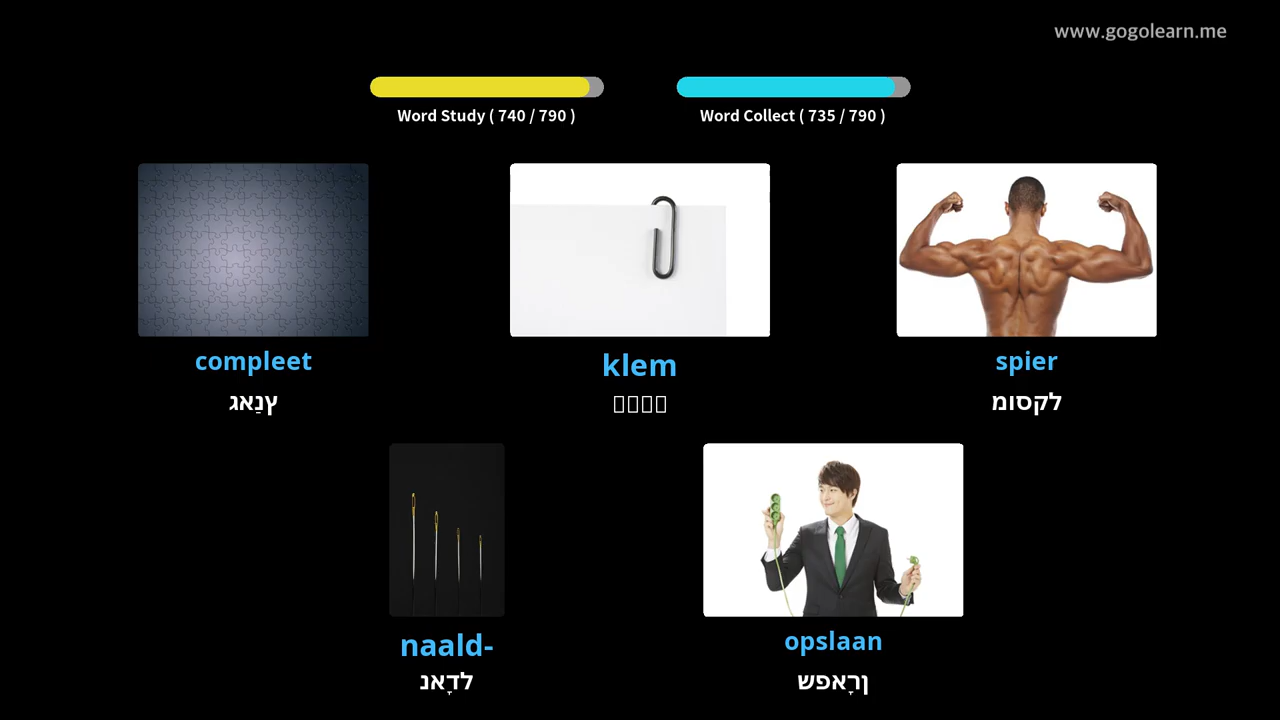 www.gogolearn.me
Word Study ( 740 / 790 )
Word Collect ( 735 / 790 )
compleet
ץנַאג
klem
spier
לקסומ
naald-
לדָאנ
opslaan
ןרָאפש